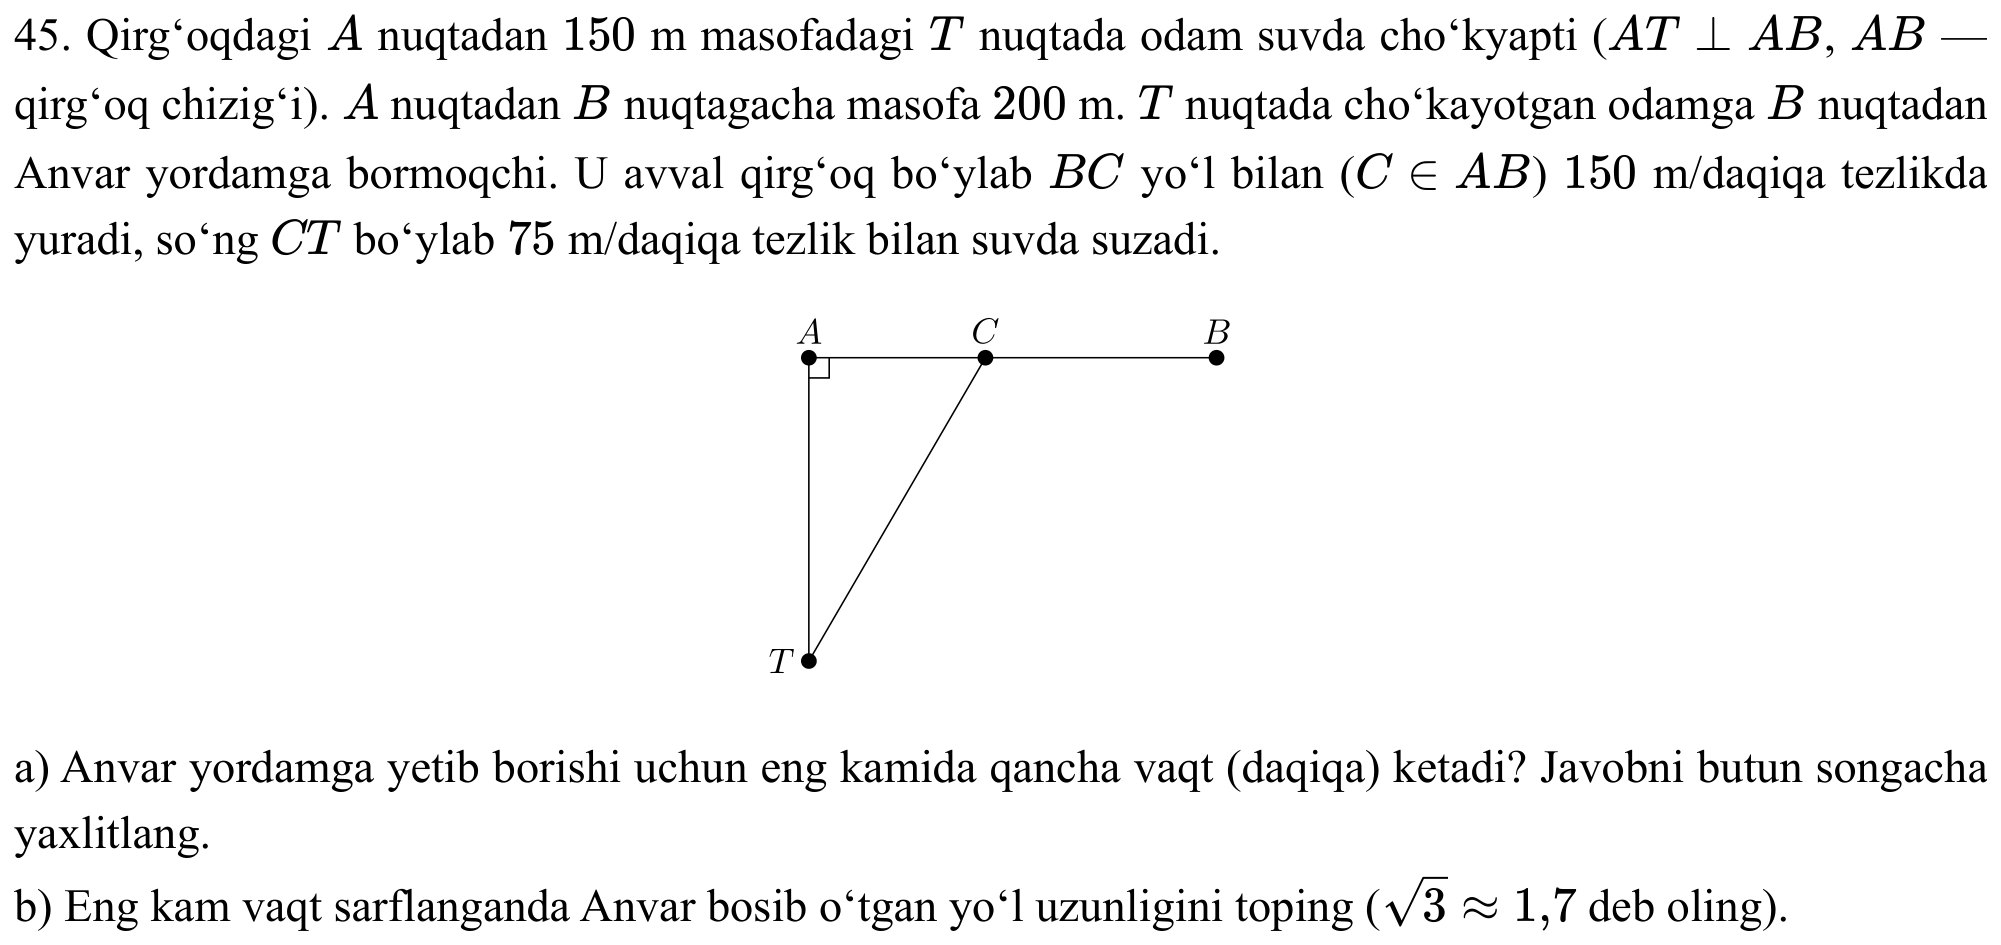 45. Qirg‘oqdagi A nuqtadan 150 m masofadagi T nuqtada odam suvda cho‘kyapti (AT ⊥ AB, AB —
qirg‘oq chizig‘i). A nuqtadan B nuqtagacha masofa 200 m. T nuqtada cho‘kayotgan odamga B nuqtadan
Anvar yordamga bormoqchi. U avval qirg‘oq bo‘ylab BC yo‘l bilan (C ∈ AB) 150 m/daqiqa tezlikda
yuradi, so‘ng CT bo‘ylab 75 m/daqiqa tezlik bilan suvda suzadi.
A C B
T
a) Anvar yordamga yetib borishi uchun eng kamida qancha vaqt (daqiqa) ketadi? Javobni butun songacha
yaxlitlang.
b) Eng kam vaqt sarflanganda Anvar bosib o‘tgan yo‘l uzunligini toping (√3 ≈ 1,7 deb oling).